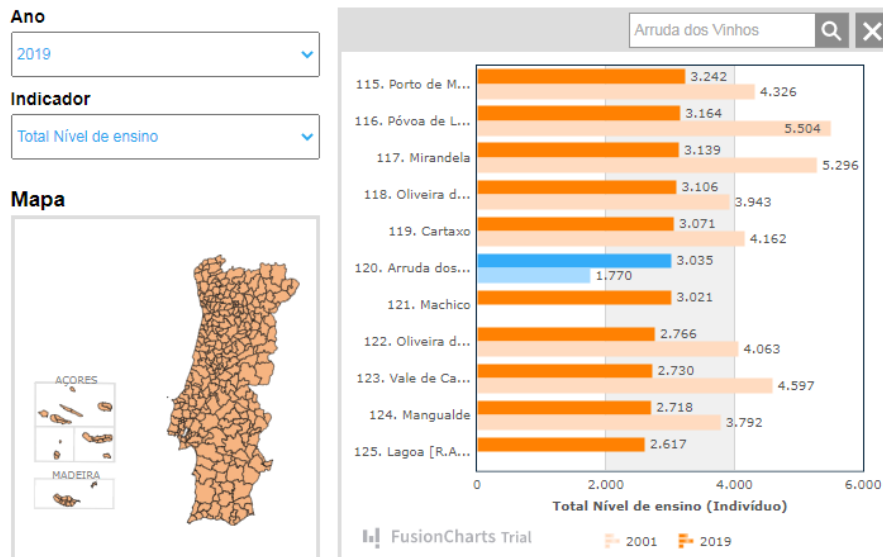 Ano
2019
Indicador
Total Nível de ensino
Mapa
AÇORES
MADEIRA
Arruda dos Vinhos
115. Porto de M... 3.242 4.326
116. Póvoa de L... 3.164 5.504
117. Mirandela 3.139 5.296
118. Oliveira d... 3.106 3.943
119. Cartaxo 3.071 4.162
120. Arruda dos... 3.035 1.770
121. Machico 3.021
122. Oliveira d... 2.766 4.063
123. Vale de Ca... 2.730 4.597
124. Mangualde 2.718 3.792
125. Lagoa [R.A... 2.617
0 2.000 4.000 6.000
Total Nível de ensino (Indivíduo)
FusionCharts Trial
2001 2019